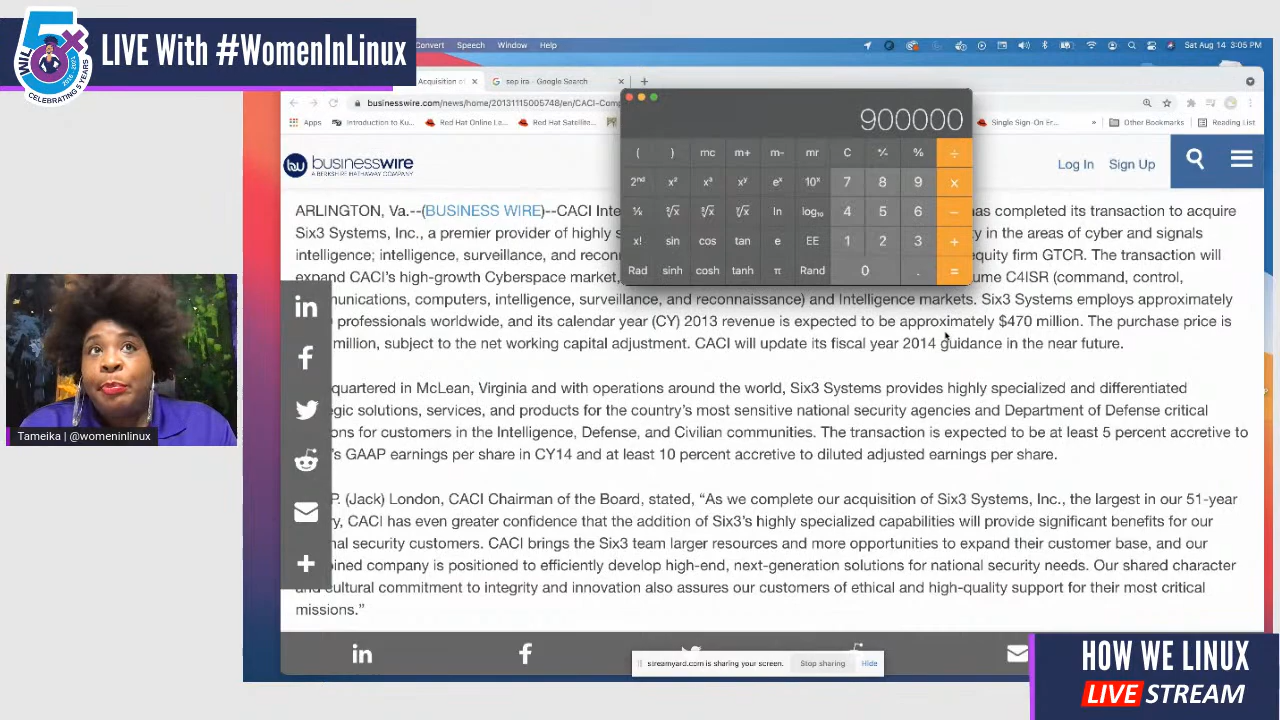 5x
WIL
2016-2021
CELEBRATING 5 YEARS
LIVE With #WomenInLinux
Convert Speech Window Help
Sat Aug 14 3:05 PM
Acquisition of
sep ira - Google Search
businesswire.com/news/home/20131115005748/en/CACI-Com
Apps
Introduction to Ku...
Red Hat Online Le...
Red Hat Satellite...
Single Sign-On Er...
Other Bookmarks
Reading List
900000
( ) mc m+ m- mr C +/- % ÷
2nd x² x³ xʸ eˣ 10ˣ 7 8 9 x
¹⁄x ²√x ³√x ʸ√x ln log₁₀ 4 5 6 −
x! sin cos tan e EE 1 2 3 +
Rad sinh cosh tanh π Rand 0 . =
businesswire
A BERKSHIRE HATHAWAY COMPANY
Log In Sign Up
ARLINGTON, Va.--(BUSINESS WIRE)--CACI Inte has completed its transaction to acquire
Six3 Systems, Inc., a premier provider of highly s y in the areas of cyber and signals
intelligence; intelligence, surveillance, and recon equity firm GTCR. The transaction will
expand CACI's high-growth Cyberspace market, ume C4ISR (command, control,
mmunications, computers, intelligence, surveillance, and reconnaissance) and Intelligence markets. Six3 Systems employs approximately
professionals worldwide, and its calendar year (CY) 2013 revenue is expected to be approximately $470 million. The purchase price is
million, subject to the net working capital adjustment. CACI will update its fiscal year 2014 guidance in the near future.
quartered in McLean, Virginia and with operations around the world, Six3 Systems provides highly specialized and differentiated
egic solutions, services, and products for the country's most sensitive national security agencies and Department of Defense critical
ons for customers in the Intelligence, Defense, and Civilian communities. The transaction is expected to be at least 5 percent accretive to
's GAAP earnings per share in CY14 and at least 10 percent accretive to diluted adjusted earnings per share.
P. (Jack) London, CACI Chairman of the Board, stated, “As we complete our acquisition of Six3 Systems, Inc., the largest in our 51-year
ry, CACI has even greater confidence that the addition of Six3's highly specialized capabilities will provide significant benefits for our
nal security customers. CACI brings the Six3 team larger resources and more opportunities to expand their customer base, and our
bined company is positioned to efficiently develop high-end, next-generation solutions for national security needs. Our shared character
and cultural commitment to integrity and innovation also assures our customers of ethical and high-quality support for their most critical
missions.”
Tameika | @womeninlinux
streamyard.com is sharing your screen.
Stop sharing
Hide
HOW WE LINUX
LIVE STREAM